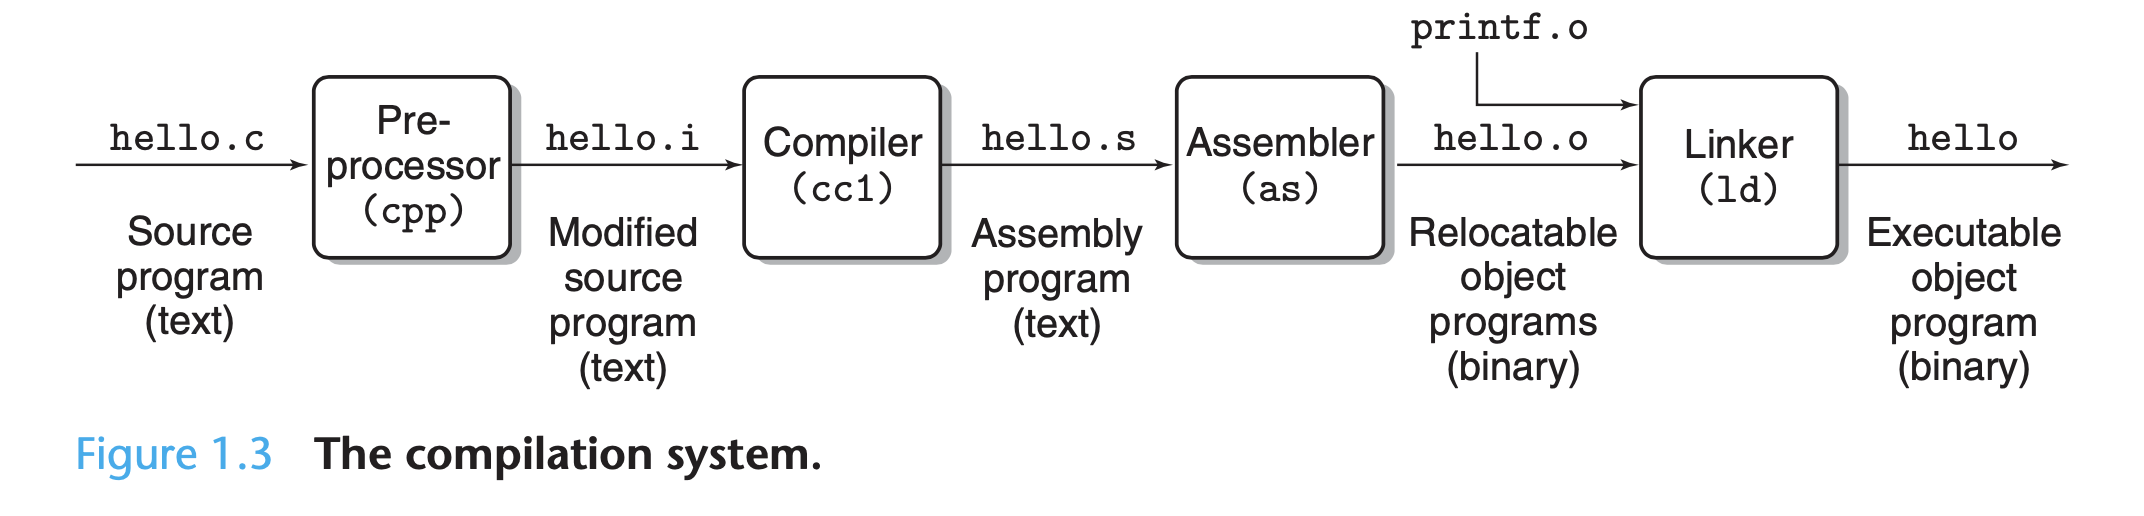 printf.o
hello.c
Pre-
processor
(cpp)
hello.i
Compiler
(cc1)
hello.s
Assembler
(as)
hello.o
Linker
(ld)
hello
Source
program
(text)
Modified
source
program
(text)
Assembly
program
(text)
Relocatable
object
programs
(binary)
Executable
object
program
(binary)
Figure 1.3 The compilation system.